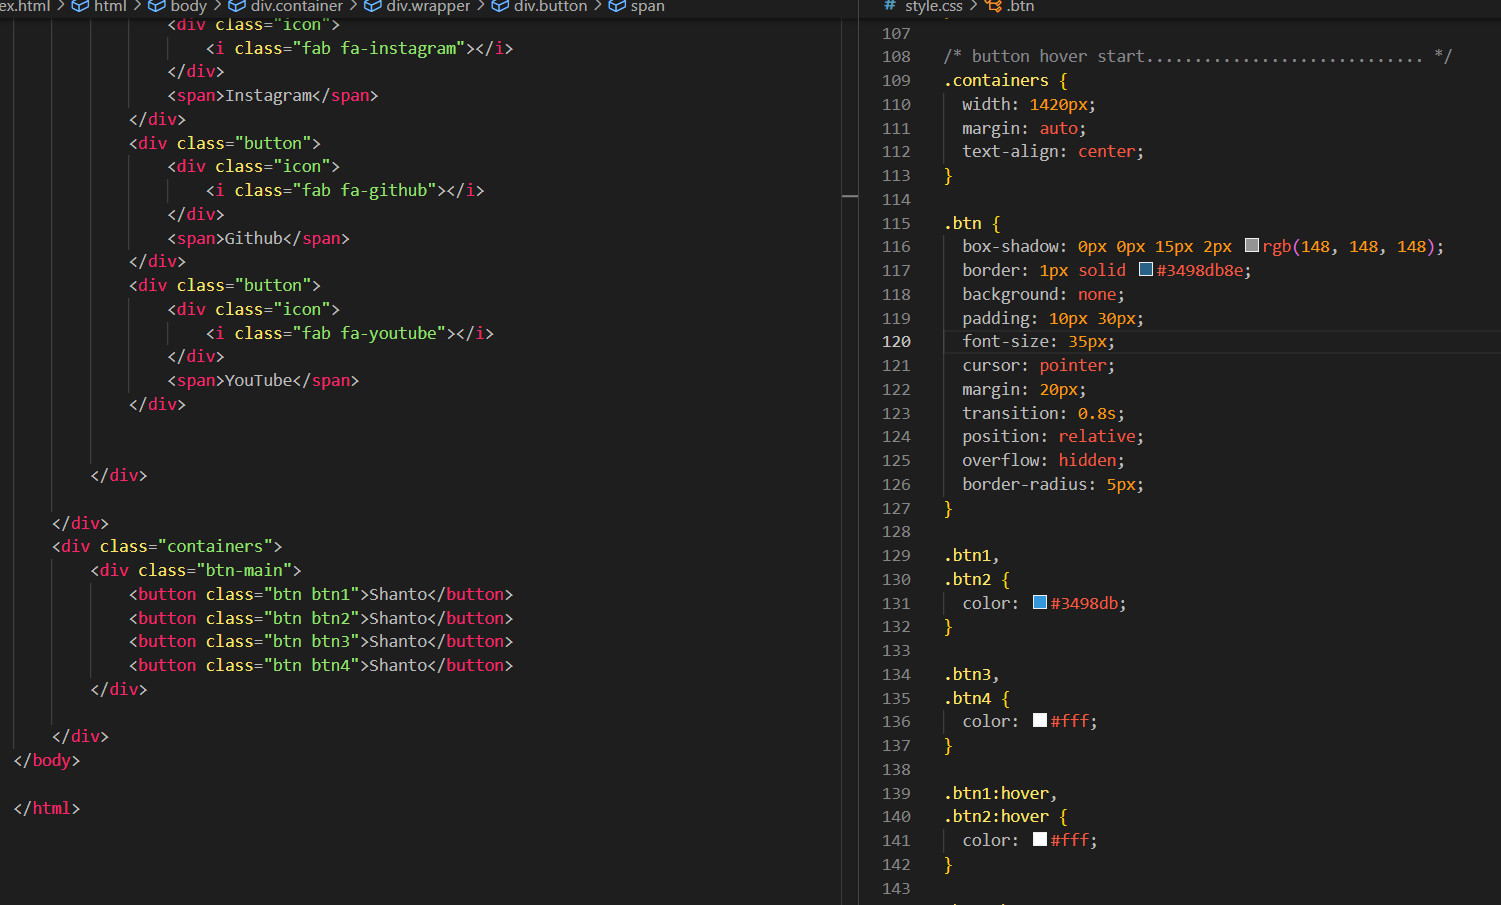 ex.html > html > body > div.container > div.wrapper > div.button > span
<div class="icon">
<i class="fab fa-instagram"></i>
</div>
<span>Instagram</span>
</div>
<div class="button">
<div class="icon">
<i class="fab fa-github"></i>
</div>
<span>Github</span>
</div>
<div class="button">
<div class="icon">
<i class="fab fa-youtube"></i>
</div>
<span>YouTube</span>
</div>
</div>
</div>
<div class="containers">
<div class="btn-main">
<button class="btn btn1">Shanto</button>
<button class="btn btn2">Shanto</button>
<button class="btn btn3">Shanto</button>
<button class="btn btn4">Shanto</button>
</div>
</div>
</body>
</html>
# style.css > .btn
107
108 /* button hover start............................. */
109 .containers {
110 width: 1420px;
111 margin: auto;
112 text-align: center;
113 }
114
115 .btn {
116 box-shadow: 0px 0px 15px 2px rgb(148, 148, 148);
117 border: 1px solid #3498db8e;
118 background: none;
119 padding: 10px 30px;
120 font-size: 35px;
121 cursor: pointer;
122 margin: 20px;
123 transition: 0.8s;
124 position: relative;
125 overflow: hidden;
126 border-radius: 5px;
127 }
128
129 .btn1,
130 .btn2 {
131 color: #3498db;
132 }
133
134 .btn3,
135 .btn4 {
136 color: #fff;
137 }
138
139 .btn1:hover,
140 .btn2:hover {
141 color: #fff;
142 }
143